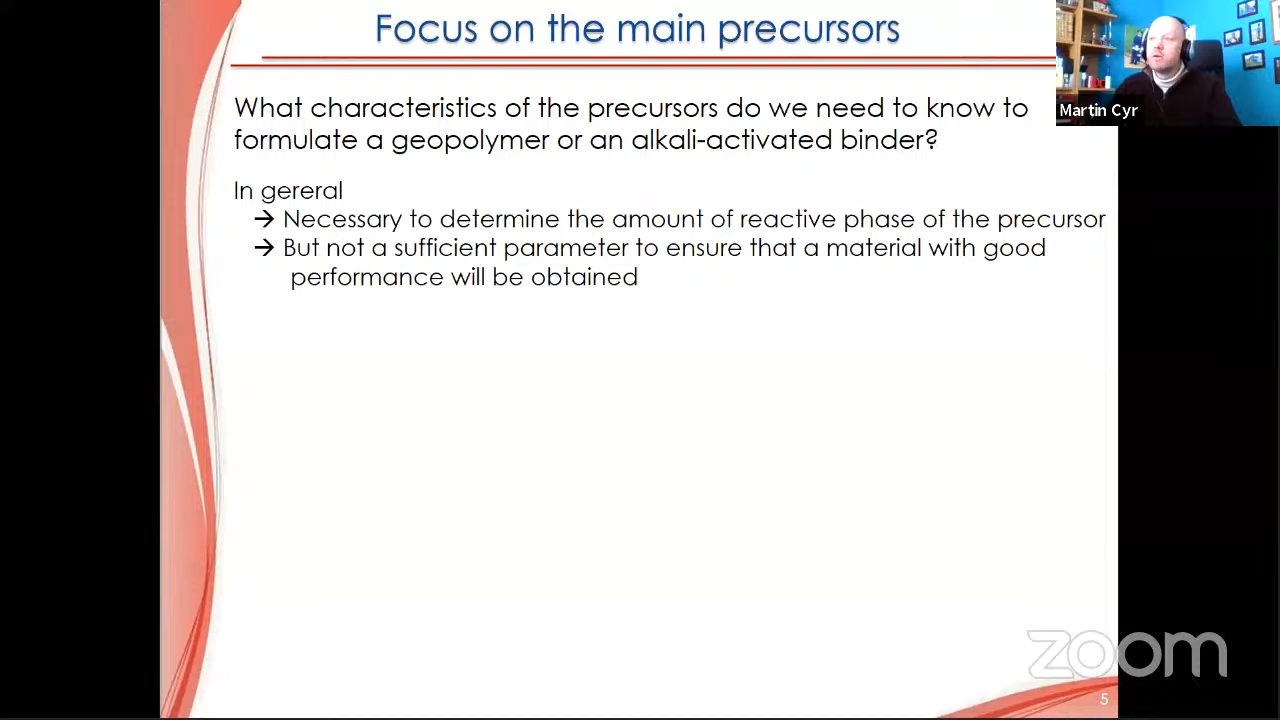 Focus on the main precursors
Martin Cyr
What characteristics of the precursors do we need to know to
formulate a geopolymer or an alkali-activated binder?
In gereral
→ Necessary to determine the amount of reactive phase of the precursor
→ But not a sufficient parameter to ensure that a material with good
performance will be obtained
zoom
5